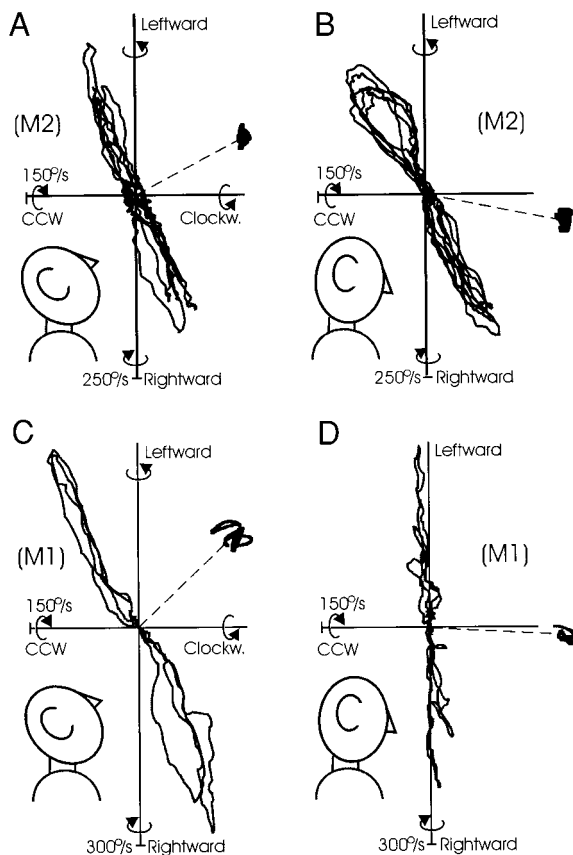 A
Leftward
(M2)
150°/s
CCW
Clockw.
250°/s Rightward
B
Leftward
(M2)
150°/s
CCW
250°/s Rightward
C
Leftward
(M1)
150°/s
CCW
Clockw.
300°/s Rightward
D
Leftward
(M1)
150°/s
CCW
300°/s Rightward